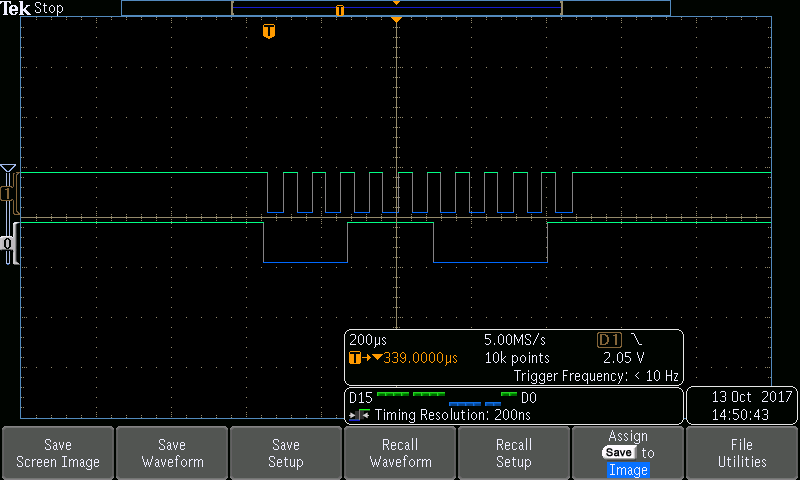 Tek Stop
T
T
1
0
200µs 5.00MS/s D1
T→▼339.0000µs 10k points 2.05 V
Trigger Frequency: < 10 Hz
D15 D0
Timing Resolution: 200ns
13 Oct 2017
14:50:43
Save
Screen Image
Save
Waveform
Save
Setup
Recall
Waveform
Recall
Setup
Assign
Save to
Image
File
Utilities